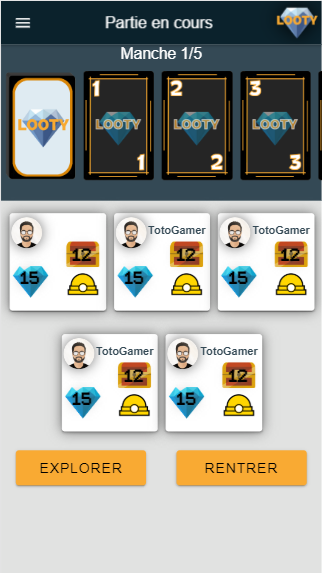 Partie en cours
LOOTY
Manche 1/5
LOOTY
1 LOOTY 1
2 LOOTY 2
3 LOOTY 3
12
15
TotoGamer
12
15
TotoGamer
12
15
TotoGamer
12
15
TotoGamer
12
15
EXPLORER
RENTRER